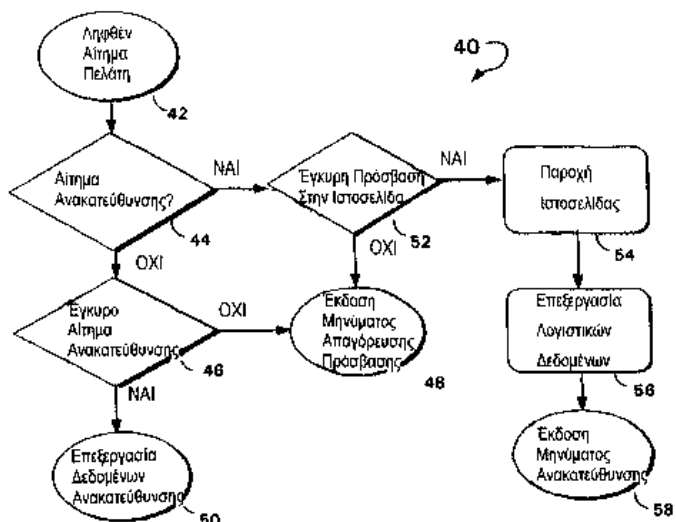 Ληφθέν
Αίτημα
Πελάτη
42
40
Αίτημα
Ανακατεύθυνσης?
44
ΝΑΙ
ΟΧΙ
Έγκυρη Πρόσβαση
Στην Ιστοσελίδα
52
ΝΑΙ
ΟΧΙ
Παροχή
Ιστοσελίδας
54
Έγκυρο
Αίτημα
Ανακατεύθυνσης
46
ΟΧΙ
ΝΑΙ
Έκδοση
Μηνύματος
Απαγόρευσης
Πρόσβασης
48
Επεξεργασία
Λογιστικών
Δεδομένων
56
Επεξεργασία
Δεδομένων
Ανακατεύθυνσης
50
Έκδοση
Μηνύματος
Ανακατεύθυνσης
58